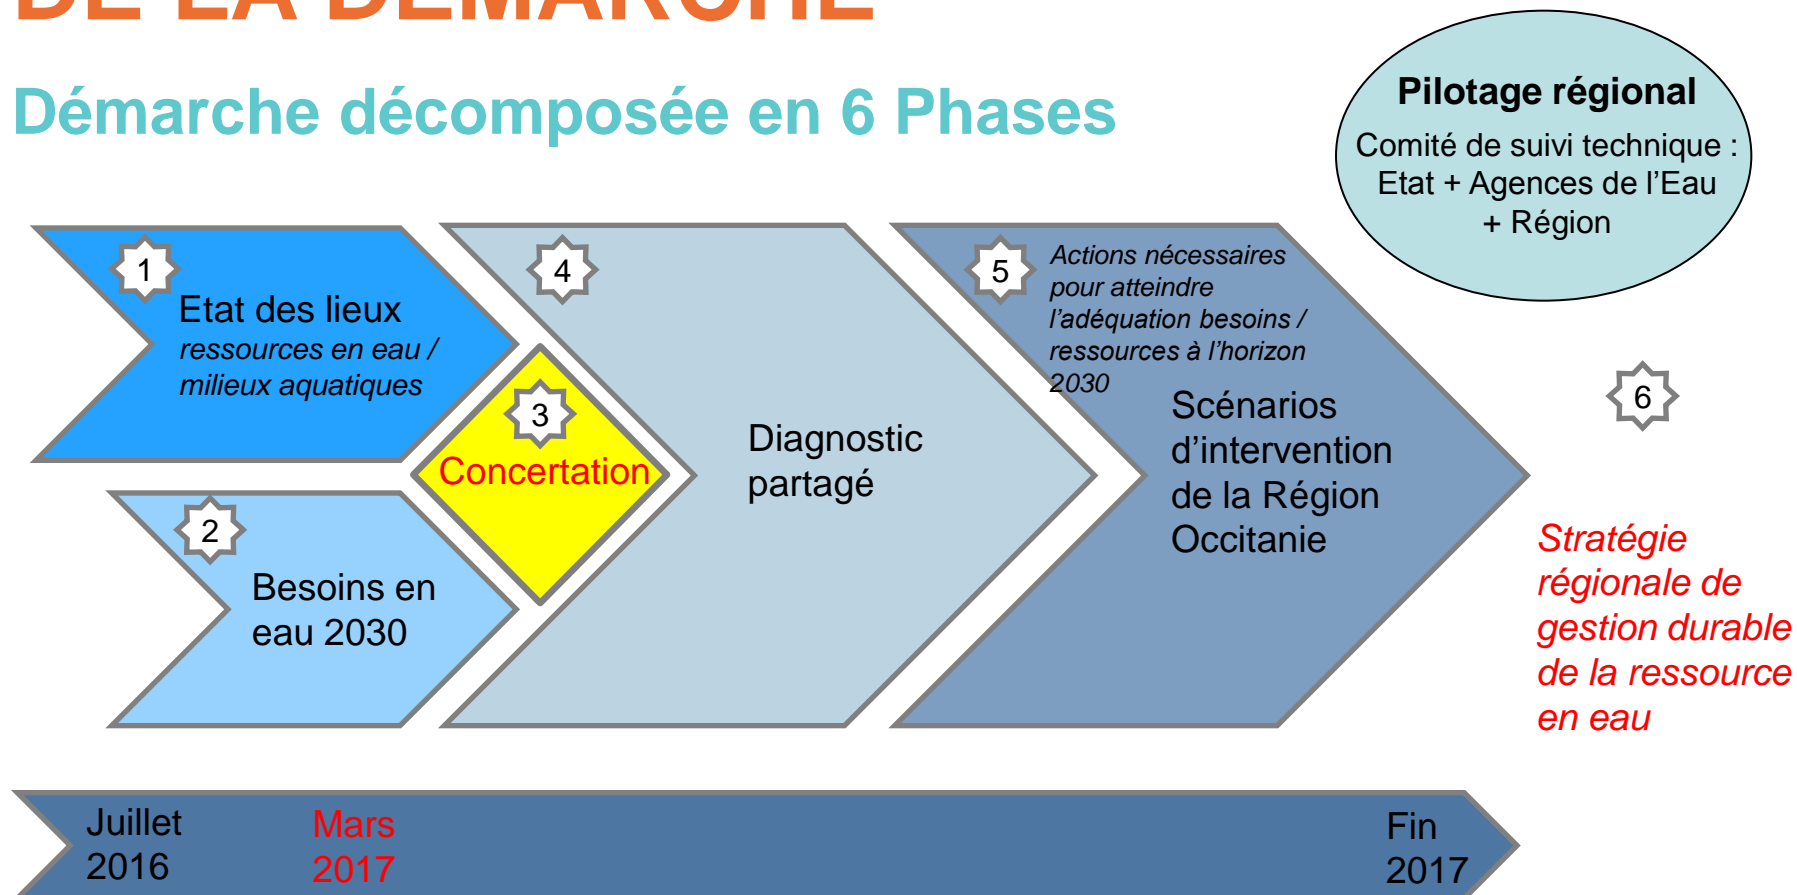 DE LA DEMARCHE
Démarche décomposée en 6 Phases
Pilotage régional
Comité de suivi technique :
Etat + Agences de l’Eau
+ Région
1
Etat des lieux
ressources en eau /
milieux aquatiques
2
Besoins en
eau 2030
3
Concertation
4
Diagnostic
partagé
5
Actions nécessaires
pour atteindre
l’adéquation besoins /
ressources à l’horizon
2030
Scénarios
d’intervention
de la Région
Occitanie
6
Stratégie
régionale de
gestion durable
de la ressource
en eau
Juillet
2016
Mars
2017
Fin
2017